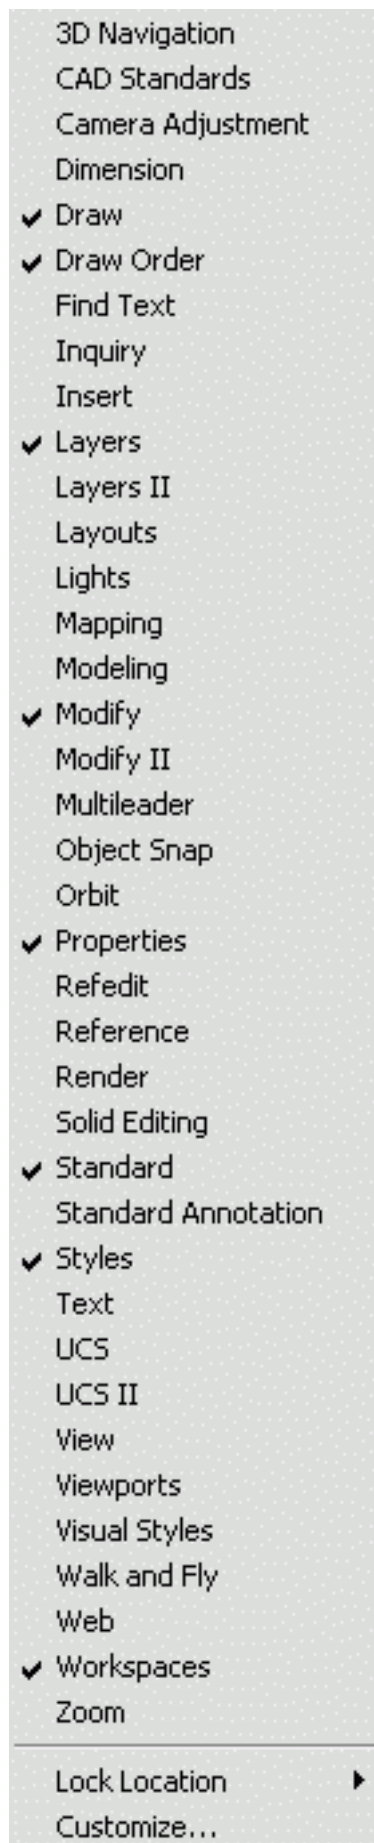 3D Navigation
CAD Standards
Camera Adjustment
Dimension
Draw
Draw Order
Find Text
Inquiry
Insert
Layers
Layers II
Layouts
Lights
Mapping
Modeling
Modify
Modify II
Multileader
Object Snap
Orbit
Properties
Refedit
Reference
Render
Solid Editing
Standard
Standard Annotation
Styles
Text
UCS
UCS II
View
Viewports
Visual Styles
Walk and Fly
Web
Workspaces
Zoom
Lock Location
Customize...